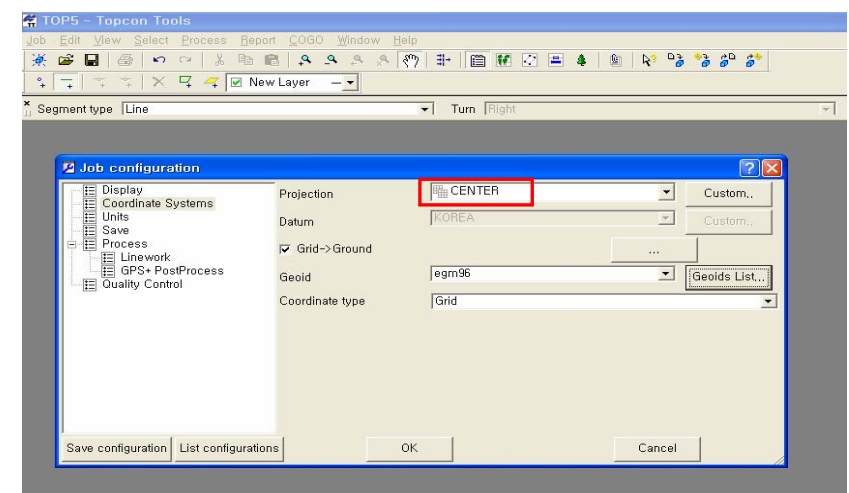 TOP5 - Topcon Tools
Job Edit View Select Process Report COGO Window Help
New Layer
Segment type Line Turn Right
Job configuration
Display
Coordinate Systems
Units
Save
Process
Linework
GPS+ PostProcess
Quality Control
Projection CENTER Custom,,
Datum KOREA Custom,,
Grid->Ground ...
Geoid egm96 Geoids List,,,
Coordinate type Grid
Save configuration List configurations OK Cancel